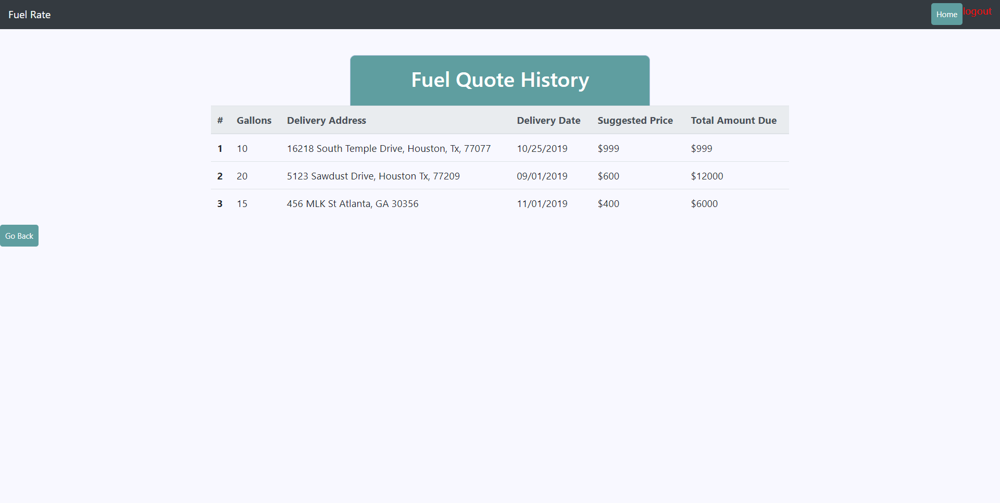 Fuel Rate
Home logout
Fuel Quote History
# Gallons Delivery Address Delivery Date Suggested Price Total Amount Due
1 10 16218 South Temple Drive, Houston, Tx, 77077 10/25/2019 $999 $999
2 20 5123 Sawdust Drive, Houston Tx, 77209 09/01/2019 $600 $12000
3 15 456 MLK St Atlanta, GA 30356 11/01/2019 $400 $6000
Go Back